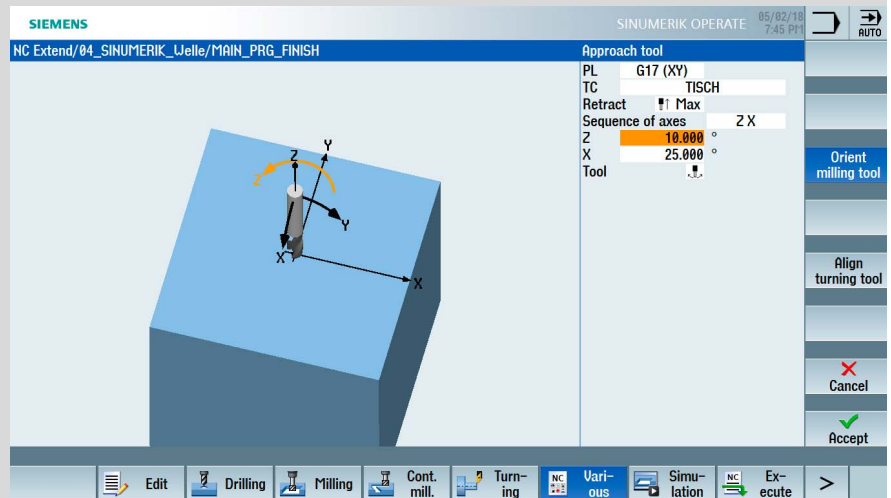 SIEMENS
SINUMERIK OPERATE
05/02/18
7:45 PM
AUTO
NC Extend/04_SINUMERIK_Welle/MAIN_PRG_FINISH
Approach tool
PL G17 (XY)
TC TISCH
Retract Max
Sequence of axes Z X
Z 10.000 °
X 25.000 °
Tool
Z
Y
Z
Y
X
X
Orient
milling tool
Align
turning tool
Cancel
Accept
Edit
Drilling
Milling
Cont.
mill.
Turn-
ing
NC
Vari-
ous
Simu-
lation
NC
Ex-
ecute
>